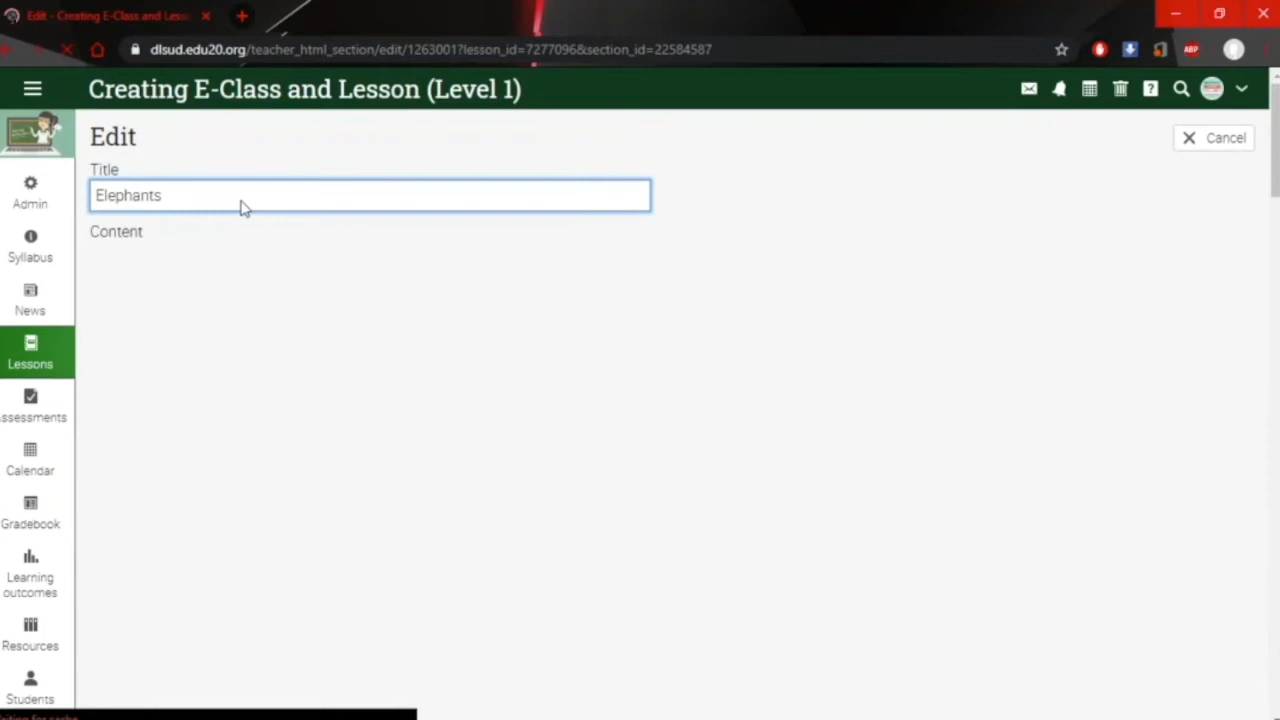 Edit - Creating E-Class and Less
dlsud.edu20.org/teacher_html_section/edit/1263001?lesson_id=7277096&section_id=22584587
ABP
Creating E-Class and Lesson (Level 1)
Edit
Cancel
Title
Elephants
Content
Admin
Syllabus
News
Lessons
ssessments
Calendar
Gradebook
Learning
outcomes
Resources
Students